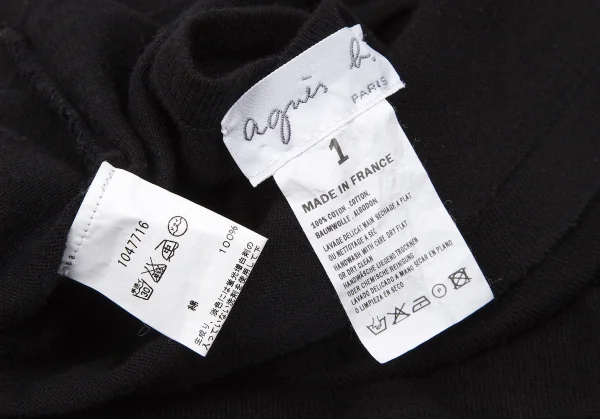 agnès b.
PARIS
1
MADE IN FRANCE
100% COTON . COTTON.
BAUMWOLLE . ALGODON
LAVAGE DELICAT MAIN SECHAGE A PLAT
OU NETTOYAGE A SEC
HANDWASH WITH CARE DRY FLAT
OR DRY CLEAN
HANDWÄSCHE LIEGENDTROCKNEN
ODER CHEMISCHE REINIGUNG
LAVADO DELICADO A MANO SECAR EN PLANO
O LIMPIEZA EN SECO
P
1047716
綿 100%